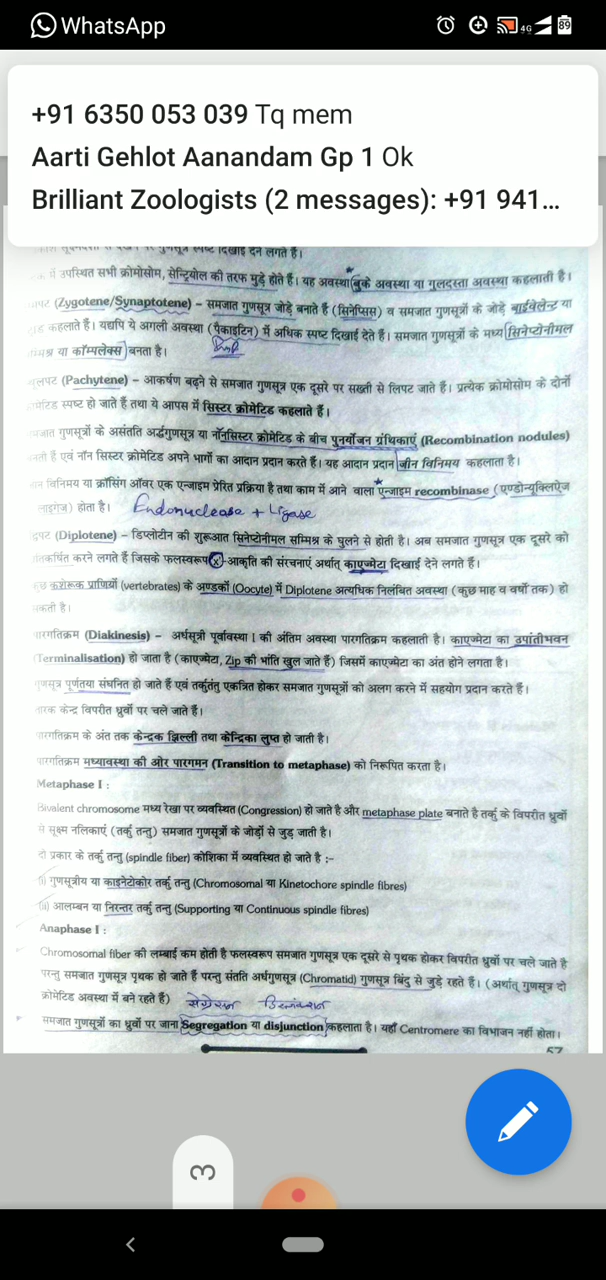 WhatsApp
4G 89
+91 6350 053 039 Tq mem
Aarti Gehlot Aanandam Gp 1 Ok
Brilliant Zoologists (2 messages): +91 941...
दिखाई देने लगते हैं।
में उपस्थित सभी क्रोमोसोम, सेन्ट्रियोल की तरफ मुड़े होते हैं। यह अवस्था बुके अवस्था या गुलदस्ता अवस्था कहलाती है।
(Zygotene/Synaptotene) – समजात गुणसूत्र जोड़े बनाते हैं (सिनेप्सिस) व समजात गुणसूत्रों के जोड़े बाईवेलेन्ट या
कहलाते हैं। यद्यपि ये अगली अवस्था (पैकाइटिन) में अधिक स्पष्ट दिखाई देते हैं। समजात गुणसूत्रों के मध्य सिनेप्टोनीमल
या कॉम्पलेक्स बनता है।
Imp
(Pachytene) – आकर्षण बढ़ने से समजात गुणसूत्र एक दूसरे पर सख्ती से लिपट जाते हैं। प्रत्येक क्रोमोसोम के दोनों
स्पष्ट हो जाते हैं तथा ये आपस में सिस्टर क्रोमेटिड कहलाते हैं।
गुणसूत्रों के असंतति अर्द्धगुणसूत्र या नॉनसिस्टर क्रोमेटिड के बीच पुनर्योजन ग्रंथिकाएं (Recombination nodules)
हैं एवं नॉन सिस्टर क्रोमेटिड अपने भागों का आदान प्रदान करते हैं। यह आदान प्रदान जीन विनिमय कहलाता है।
विनिमय या क्रॉसिंग ऑवर एक एन्जाइम प्रेरित प्रक्रिया है तथा काम में आने वाला एन्जाइम recombinase (एण्डोन्यूक्लिएज
होता है। Endonuclease + Ligase
(Diplotene) – डिप्लोटीन की शुरूआत सिनेप्टोनीमल सम्मिश्र के घुलने से होती है। अब समजात गुणसूत्र एक दूसरे को
करने लगते हैं जिसके फलस्वरूप 'X' आकृति की संरचनाएं अर्थात् काएज्मेटा दिखाई देने लगते हैं।
कशेरूक प्राणियों (vertebrates) के अण्डकों (Oocyte) में Diplotene अत्यधिक निलंबित अवस्था (कुछ माह व वर्षों तक) हो
सकती है।
पारगतिक्रम (Diakinesis) – अर्धसूत्री पूर्वावस्था I की अंतिम अवस्था पारगतिक्रम कहलाती है। काएज्मेटा का उपांतीभवन
(Terminalisation) हो जाता है (काएज्मेटा, Zip की भांति खुल जाते हैं) जिसमें काएज्मेटा का अंत होने लगता है।
गुणसूत्र पूर्णतया संघनित हो जाते हैं एवं तर्कुतंतु एकत्रित होकर समजात गुणसूत्रों को अलग करने में सहयोग प्रदान करते हैं।
तारक केन्द्र विपरीत ध्रुवों पर चले जाते हैं।
पारगतिक्रम के अंत तक केन्द्रक झिल्ली तथा केन्द्रिका लुप्त हो जाती है।
पारगतिक्रम मध्यावस्था की ओर पारगमन (Transition to metaphase) को निरूपित करता है।
Metaphase I :
Bivalent chromosome मध्य रेखा पर व्यवस्थित (Congression) हो जाते है और metaphase plate बनाते है तर्कु के विपरीत ध्रुवों
से सूक्ष्म नलिकाएं (तर्कु तन्तु) समजात गुणसूत्रों के जोड़ों से जुड़ जाती है।
दो प्रकार के तर्कु तन्तु (spindle fiber) कोशिका में व्यवस्थित हो जाते है :–
(i) गुणसूत्रीय या काइनेटोकोर तर्कु तन्तु (Chromosomal या Kinetochore spindle fibres)
(ii) आलम्बन या निरन्तर तर्कु तन्तु (Supporting या Continuous spindle fibres)
Anaphase I :
Chromosomal fiber की लम्बाई कम होती है फलस्वरूप समजात गुणसूत्र एक दूसरे से पृथक होकर विपरीत ध्रुवों पर चले जाते है
परन्तु समजात गुणसूत्र पृथक हो जाते हैं परन्तु संतति अर्धगुणसूत्र (Chromatid) गुणसूत्र बिंदु से जुड़े रहते हैं। (अर्थात् गुणसूत्र दो
क्रोमेटिड अवस्था में बने रहते हैं) सेग्रेशन डिस्जंक्शन
समजात गुणसूत्रों का ध्रुवों पर जाना Segregation या disjunction कहलाता है। यहाँ Centromere का विभाजन नहीं होता।
57
3